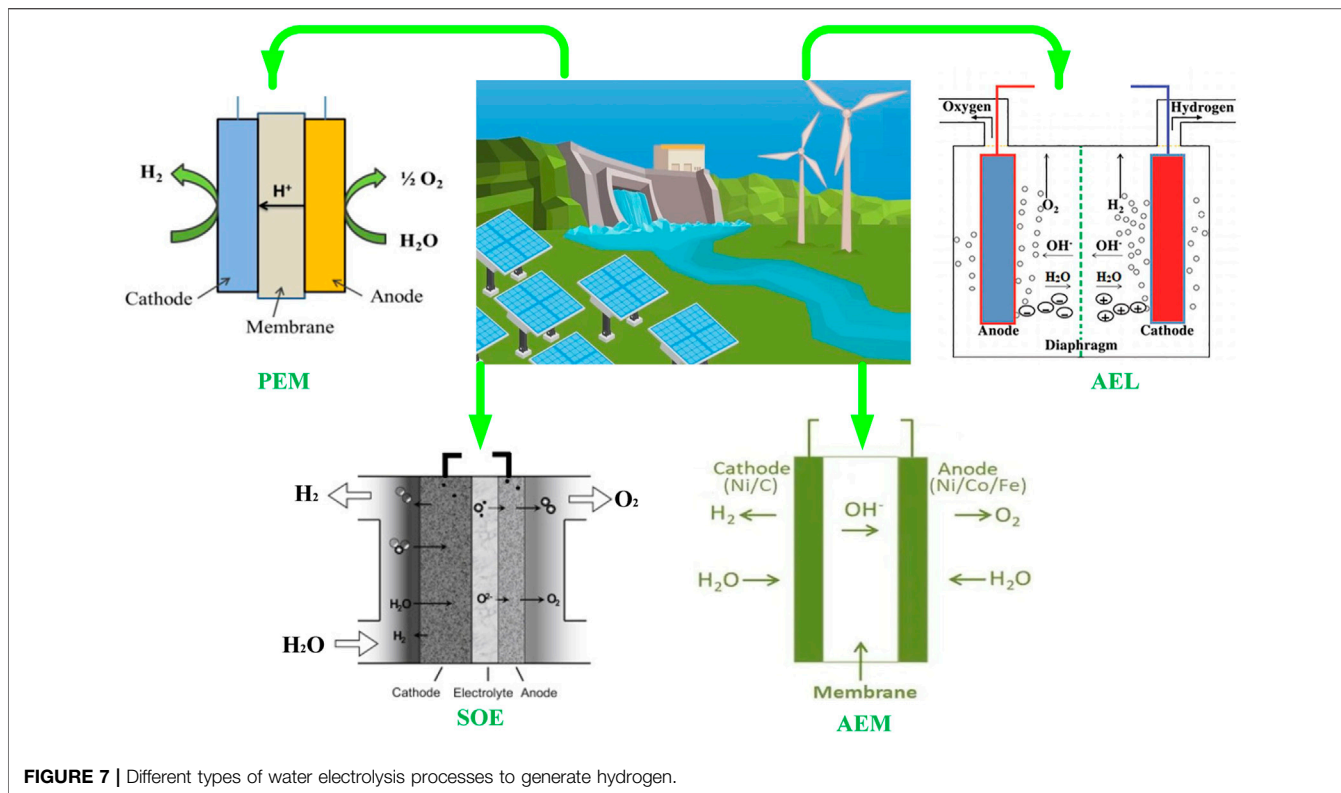 H₂
H⁺
½ O₂
H₂O
Cathode
Anode
Membrane
PEM
Oxygen
Hydrogen
O₂
H₂
OH⁻
OH⁻
H₂O
H₂O
Anode
Cathode
Diaphragm
AEL
H₂
O₂
H₂O
O²⁻
O₂
H₂
H₂O
Cathode
Electrolyte
Anode
SOE
Cathode
(Ni/C)
Anode
(Ni/Co/Fe)
H₂
OH⁻
O₂
H₂O
H₂O
Membrane
AEM
FIGURE 7 | Different types of water electrolysis processes to generate hydrogen.